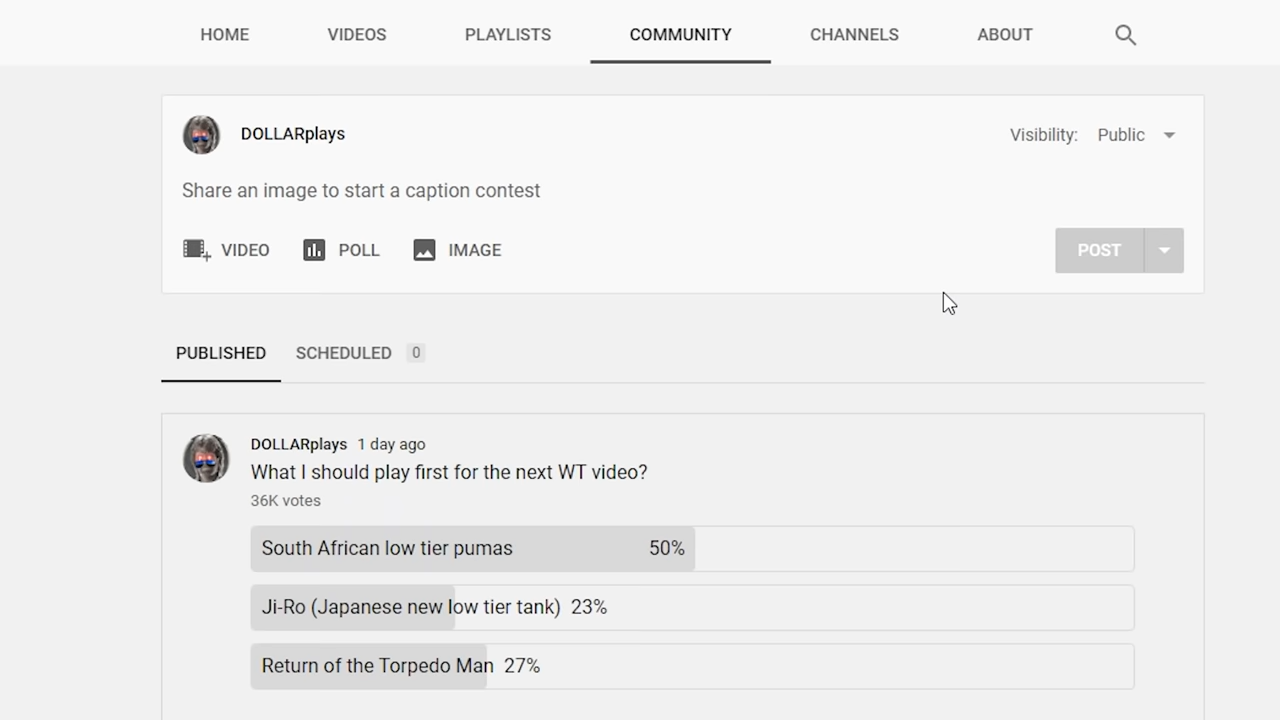 HOME VIDEOS PLAYLISTS COMMUNITY CHANNELS ABOUT
DOLLARplays Visibility: Public
Share an image to start a caption contest
VIDEO POLL IMAGE POST
PUBLISHED SCHEDULED 0
DOLLARplays 1 day ago
What I should play first for the next WT video?
36K votes
South African low tier pumas 50%
Ji-Ro (Japanese new low tier tank) 23%
Return of the Torpedo Man 27%